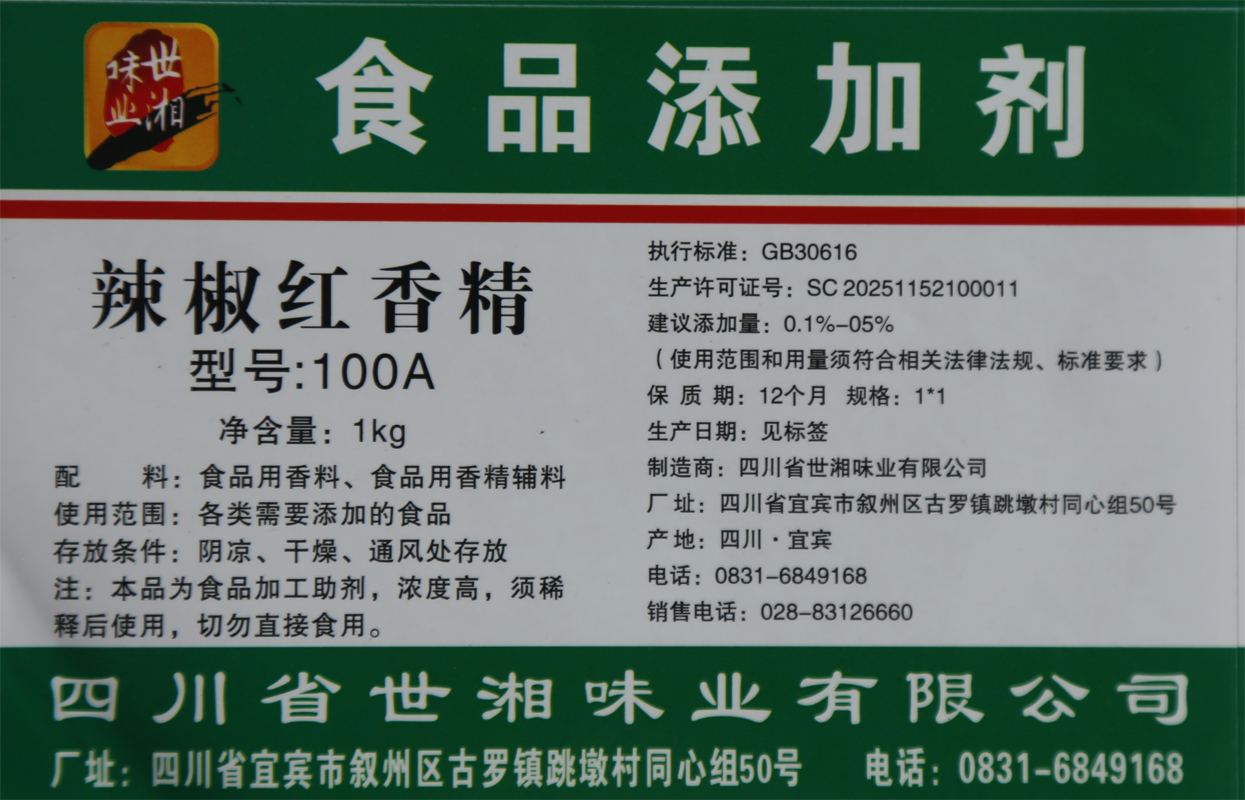 世湘
味业
食品添加剂
辣椒红香精
型号:100A
净含量：1kg
配　　料：食品用香料、食品用香精辅料
使用范围：各类需要添加的食品
存放条件：阴凉、干燥、通风处存放
注：本品为食品加工助剂，浓度高，须稀
释后使用，切勿直接食用。
执行标准：GB30616
生产许可证号：SC 20251152100011
建议添加量：0.1%-05%
（使用范围和用量须符合相关法律法规、标准要求）
保 质 期：12个月 规格：1*1
生产日期：见标签
制造商：四川省世湘味业有限公司
厂 址：四川省宜宾市叙州区古罗镇跳墩村同心组50号
产 地：四川·宜宾
电话：0831-6849168
销售电话：028-83126660
四川省世湘味业有限公司
厂址：四川省宜宾市叙州区古罗镇跳墩村同心组50号 电话：0831-6849168